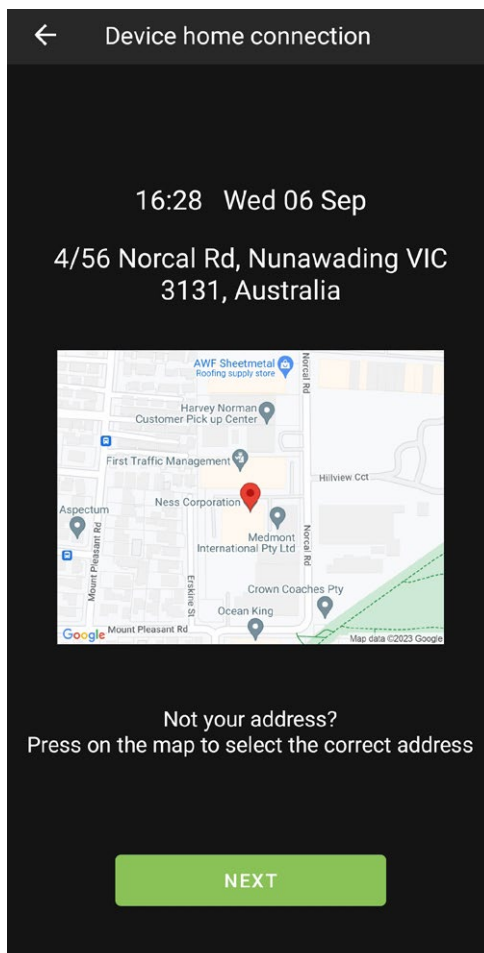 Device home connection
16:28 Wed 06 Sep
4/56 Norcal Rd, Nunawading VIC
3131, Australia
AWF Sheetmetal
Roofing supply store
Norcal Rd
Harvey Norman
Customer Pick up Center
First Traffic Management
Hillview Cct
Ness Corporation
Aspectum
Medmont
International Pty Ltd
Norcal Rd
Mount Pleasant Rd
Erskine St
Crown Coaches Pty
Ocean King
Google
Mount Pleasant Rd
Map data ©2023 Google
Not your address?
Press on the map to select the correct address
NEXT